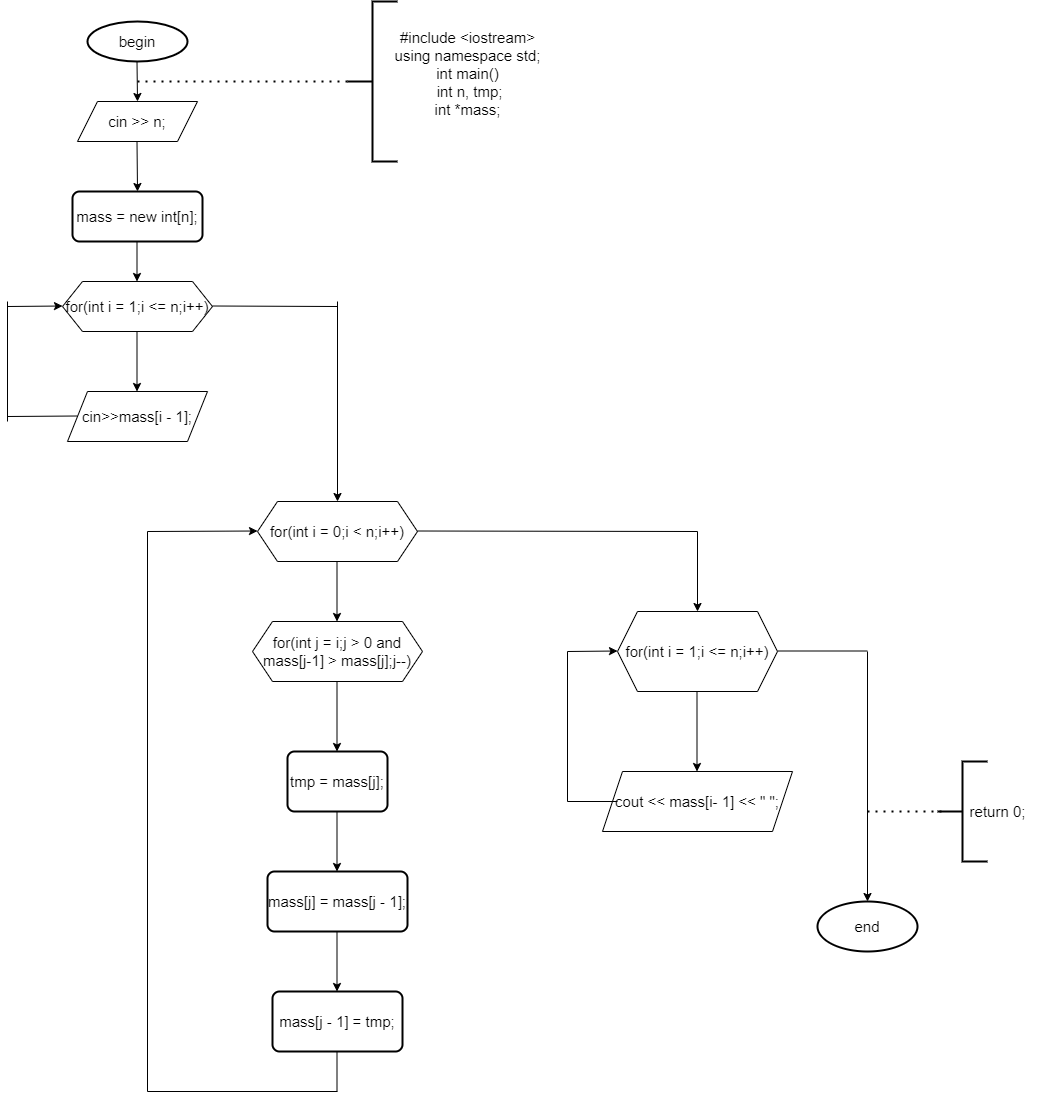 begin
#include <iostream>
using namespace std;
int main()
int n, tmp;
int *mass;
cin >> n;
mass = new int[n];
for(int i = 1;i <= n;i++)
cin>>mass[i - 1];
for(int i = 0;i < n;i++)
for(int j = i;j > 0 and
mass[j-1] > mass[j];j--)
tmp = mass[j];
mass[j] = mass[j - 1];
mass[j - 1] = tmp;
for(int i = 1;i <= n;i++)
cout << mass[i- 1] << " ";
return 0;
end